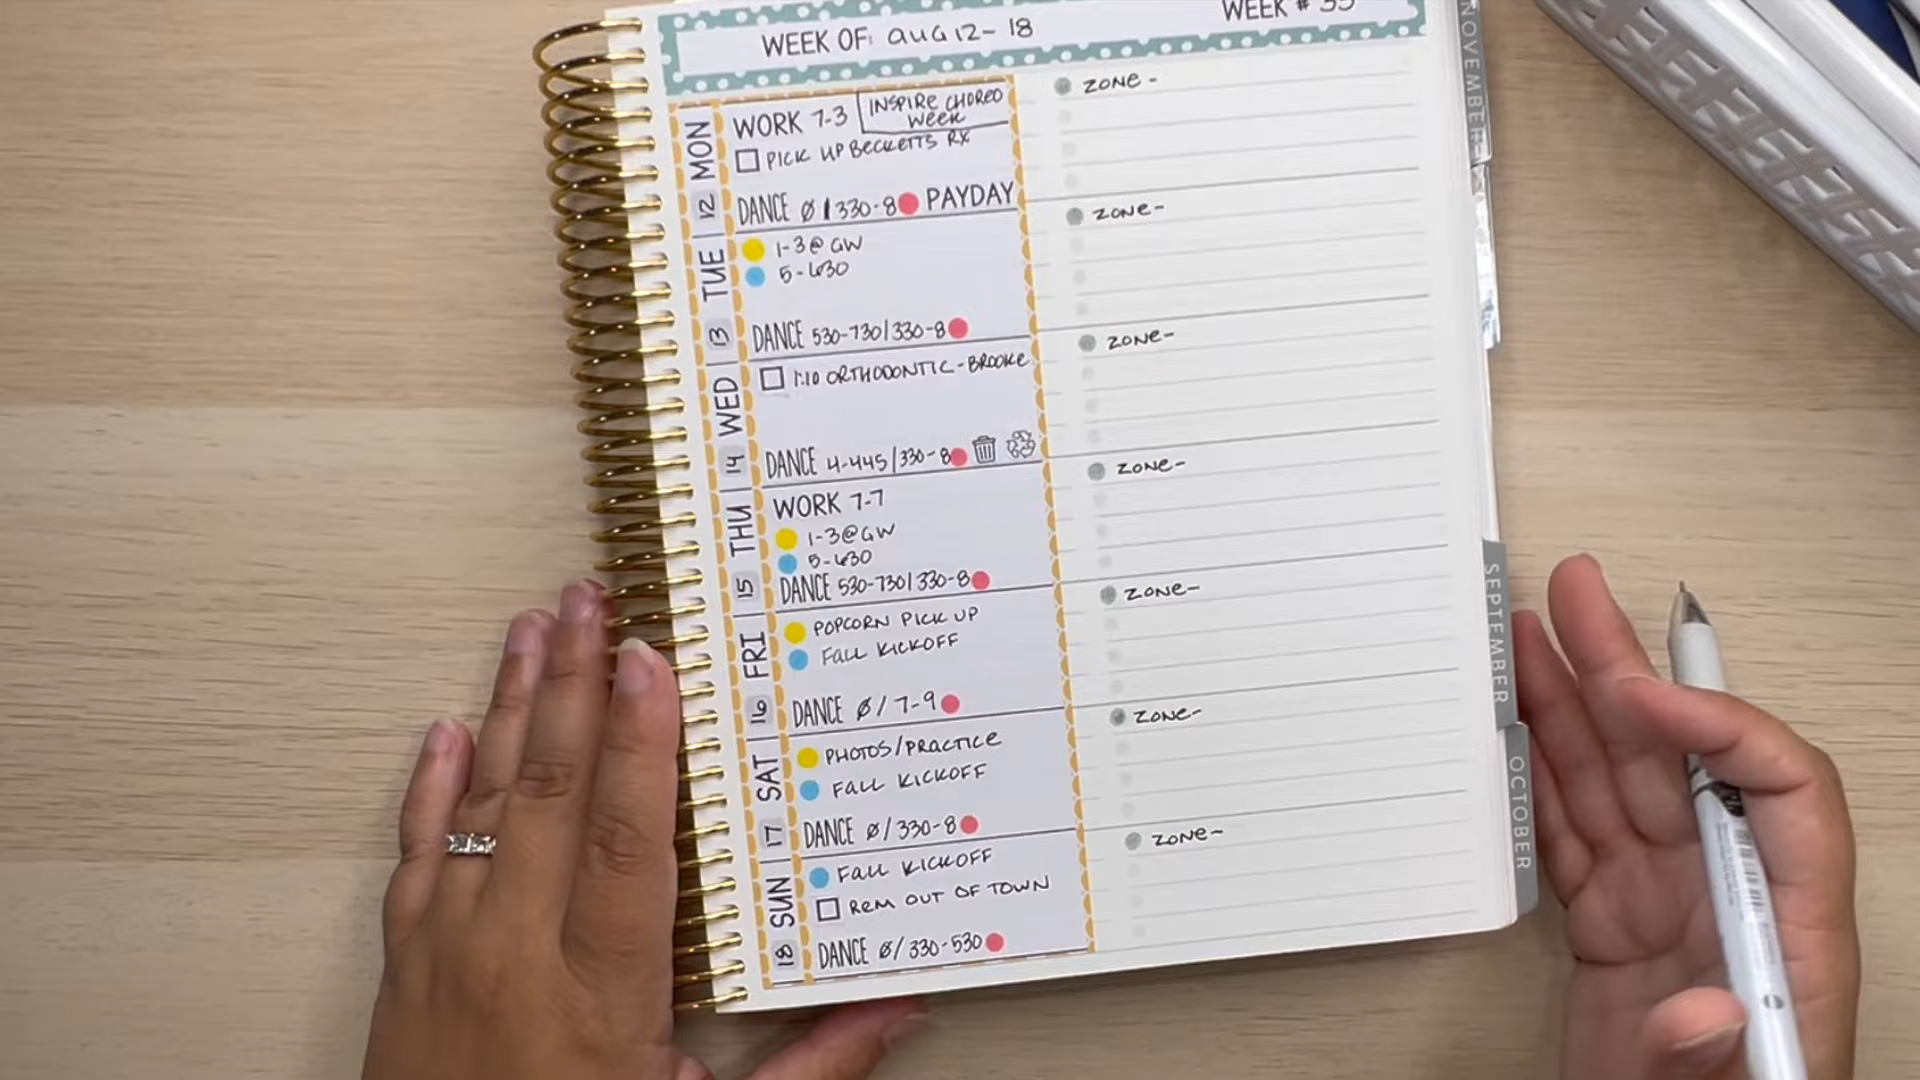 WEEK OF: AUG 12-18
WEEK # 33
MON
12
WORK 7-3
INSPIRE CHOREO
WEEK
PICK UP BECKETTS RX
DANCE Ø/330-8 PAYDAY
TUE
13
1-3@GW
5-630
DANCE 530-730/330-8
WED
14
1:10 ORTHODONTIC-BROOKE
DANCE 4-445/330-8
THU
15
WORK 7-7
1-3@GW
5-630
DANCE 530-730/330-8
FRI
16
POPCORN PICK UP
FALL KICKOFF
DANCE Ø/7-9
SAT
17
PHOTOS/PRACTICE
FALL KICKOFF
DANCE Ø/330-8
SUN
18
FALL KICKOFF
REM OUT OF TOWN
DANCE Ø/330-530
ZONE-
ZONE-
ZONE-
ZONE-
ZONE-
ZONE-
ZONE-
NOVEMBER
SEPTEMBER
OCTOBER